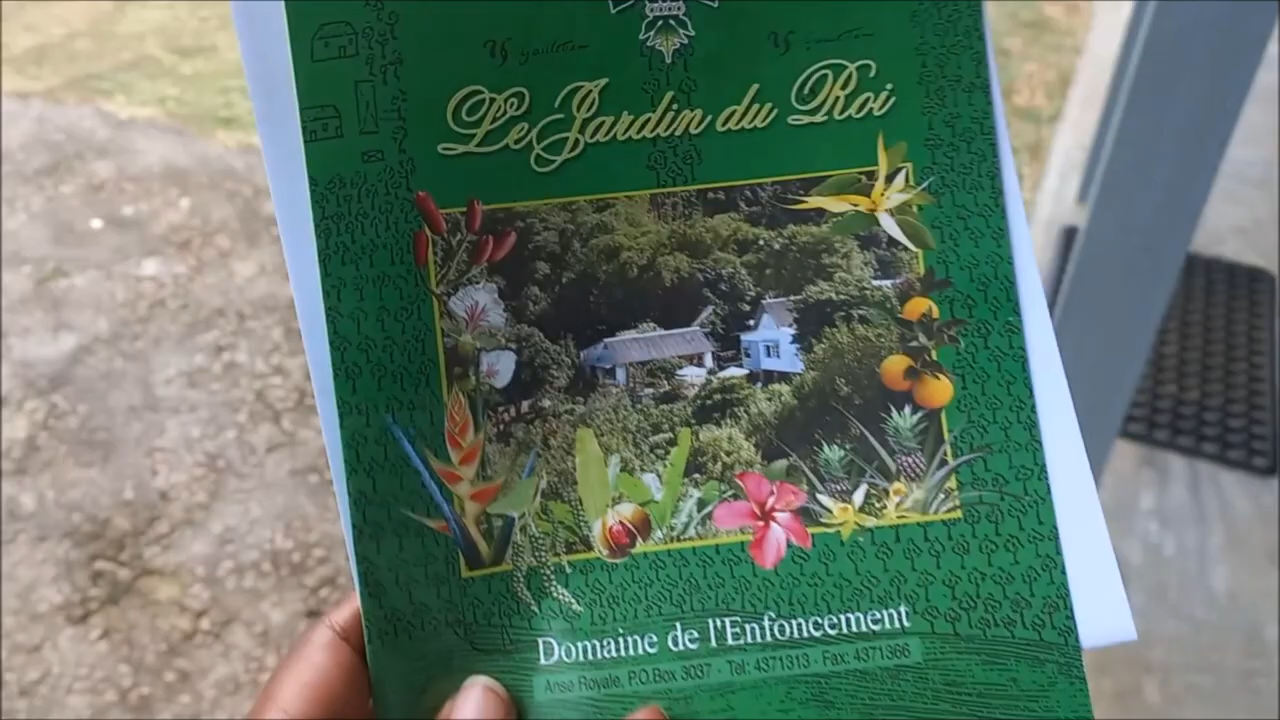 Le Jardin du Roi
Domaine de l'Enfoncement
Anse Royale, P.O.Box 3037 - Tel: 4371313 - Fax: 4371366